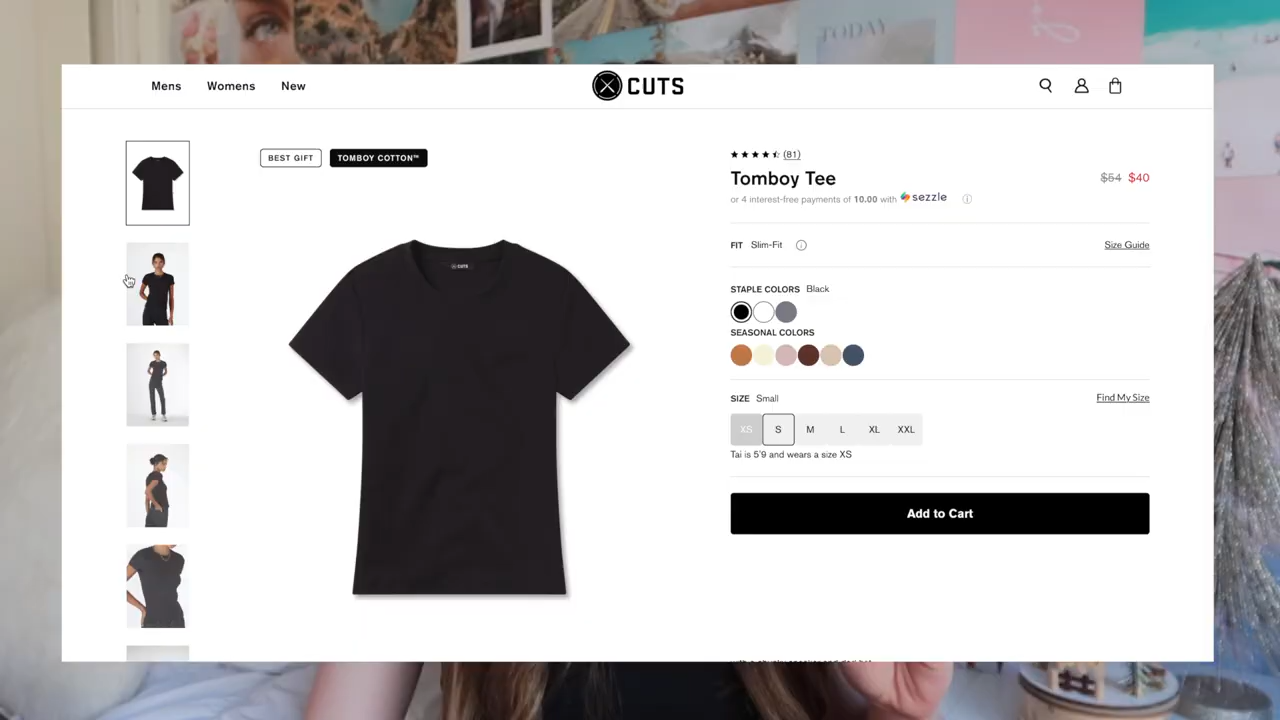 TODAY
Mens Womens New
CUTS
BEST GIFT TOMBOY COTTON™
(81)
Tomboy Tee
$54 $40
or 4 interest-free payments of 10.00 with sezzle
FIT Slim-Fit
Size Guide
CUTS
STAPLE COLORS Black
SEASONAL COLORS
SIZE Small
Find My Size
XS S M L XL XXL
Tai is 5'9 and wears a size XS
Add to Cart